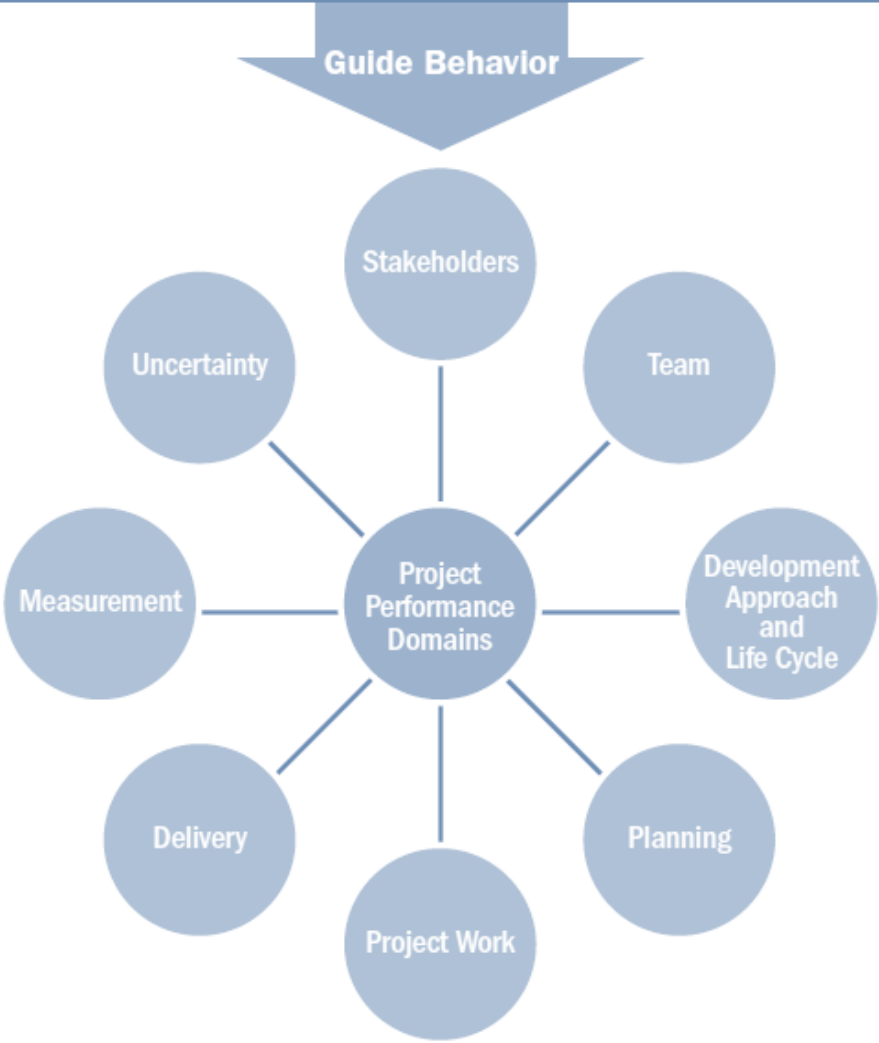 Guide Behavior
Stakeholders
Team
Development
Approach
and
Life Cycle
Planning
Project Work
Delivery
Measurement
Uncertainty
Project
Performance
Domains